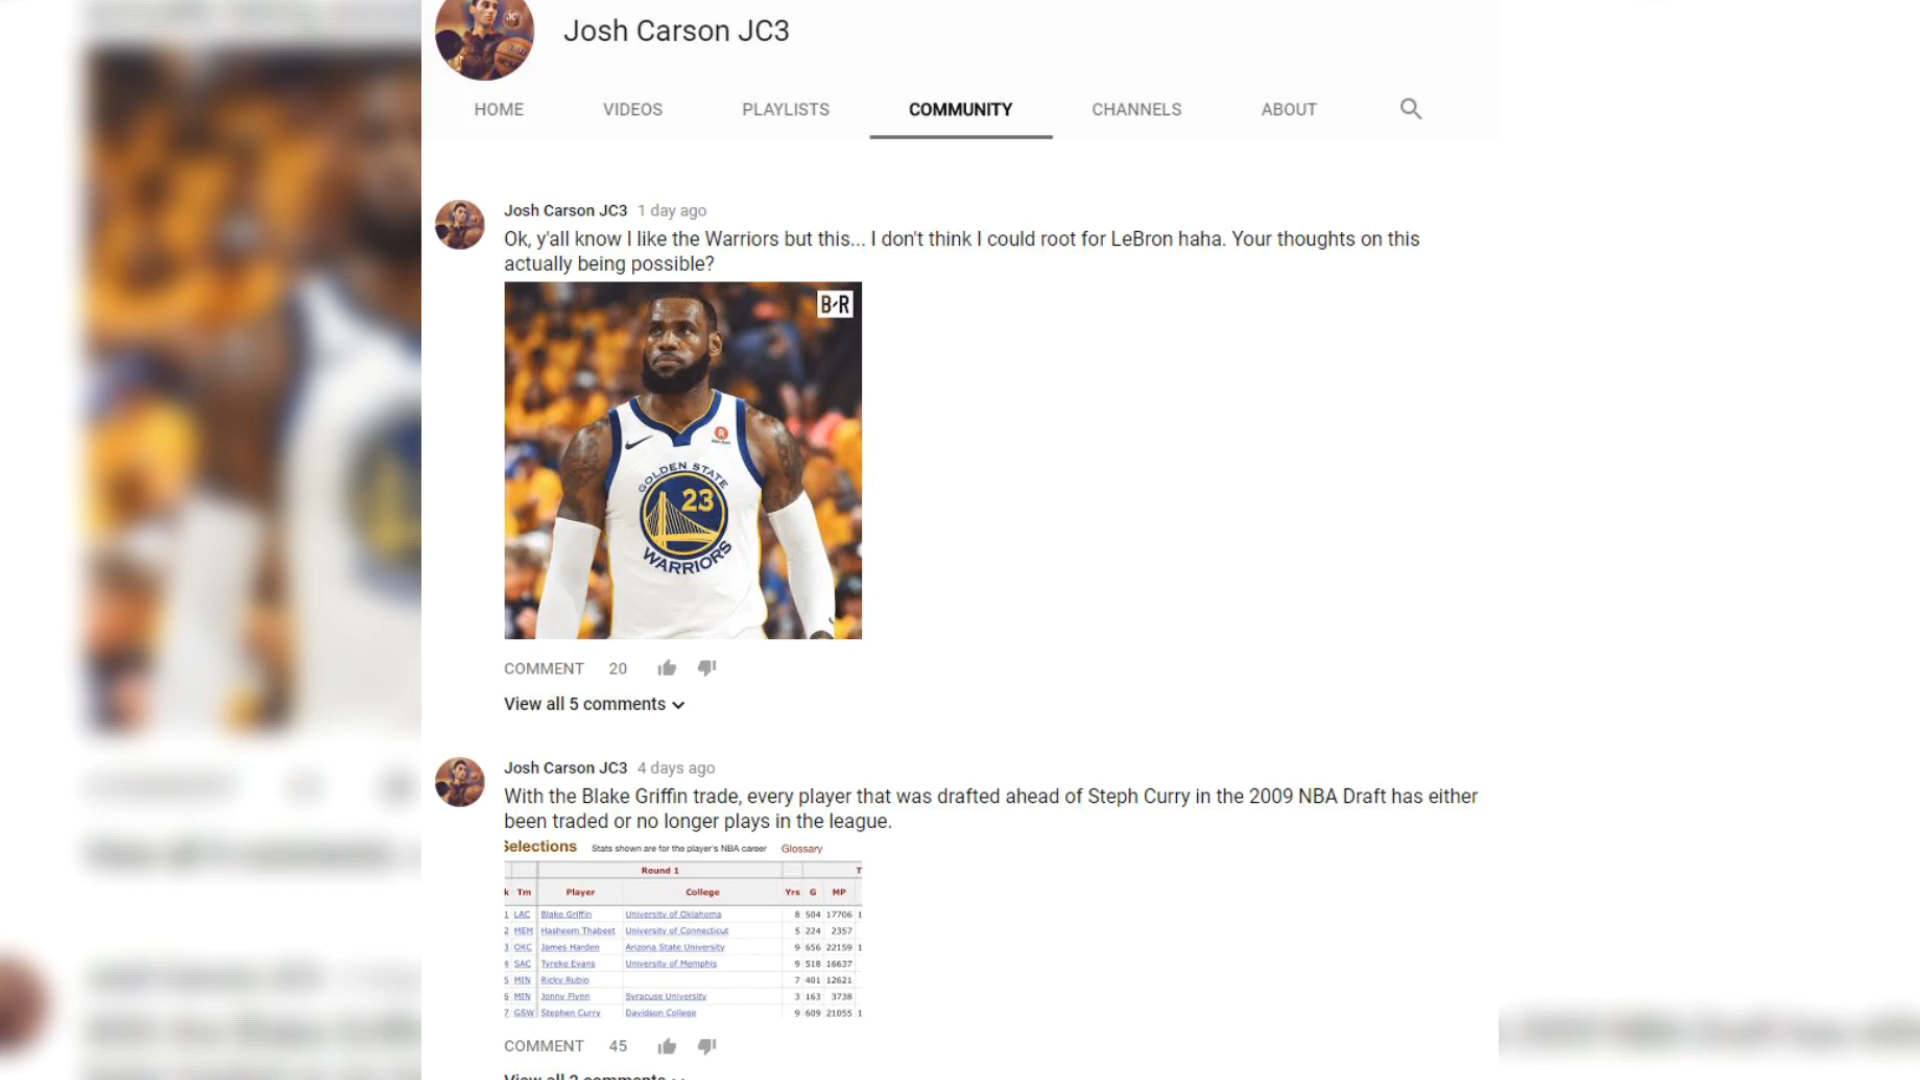 Josh Carson JC3
HOME VIDEOS PLAYLISTS COMMUNITY CHANNELS ABOUT
Josh Carson JC3 1 day ago
Ok, y'all know I like the Warriors but this... I don't think I could root for LeBron haha. Your thoughts on this
actually being possible?
B/R
GOLDEN STATE
23
WARRIORS
COMMENT 20
View all 5 comments
Josh Carson JC3 4 days ago
With the Blake Griffin trade, every player that was drafted ahead of Steph Curry in the 2009 NBA Draft has either
been traded or no longer plays in the league.
Selections Stats shown are for the player's NBA career Glossary
Round 1
k Tm Player College Yrs G MP
1 LAC Blake Griffin University of Oklahoma 8 504 17706 1
2 MEM Hasheem Thabeet University of Connecticut 5 224 2357
3 OKC James Harden Arizona State University 9 656 22159 1
4 SAC Tyreke Evans University of Memphis 9 518 16637
5 MIN Ricky Rubio 7 401 12621
6 MIN Jonny Flynn Syracuse University 3 163 3738
7 GSW Stephen Curry Davidson College 9 609 21055 1
COMMENT 45
View all 2 comments